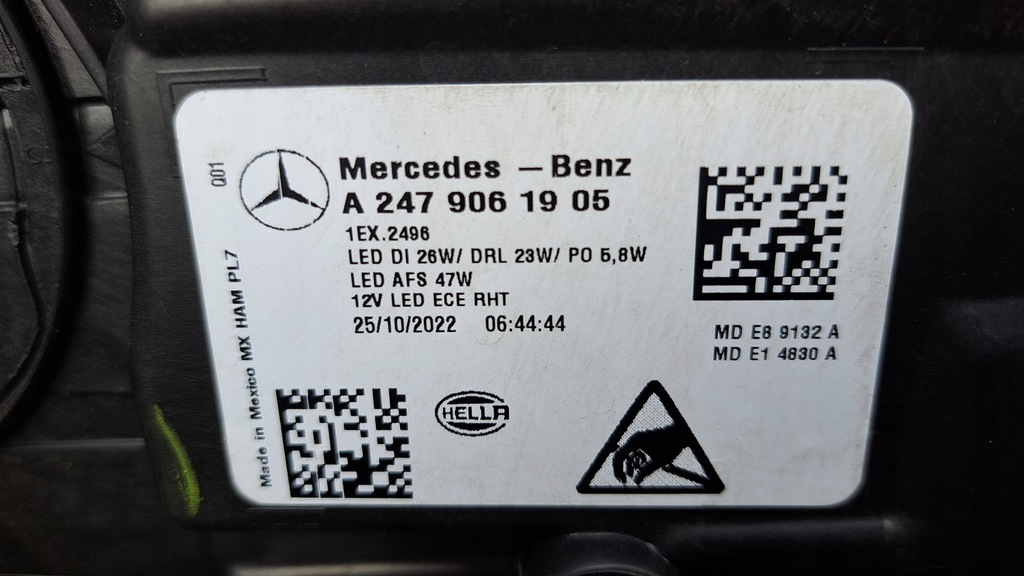 Q01
Mercedes-Benz
A 247 906 19 05
1EX.2496
LED DI 26W/ DRL 23W/ PO 5,8W
LED AFS 47W
12V LED ECE RHT
25/10/2022 06:44:44
MD E8 9132 A
MD E1 4830 A
Made in Mexico MX HAM PL7
HELLA